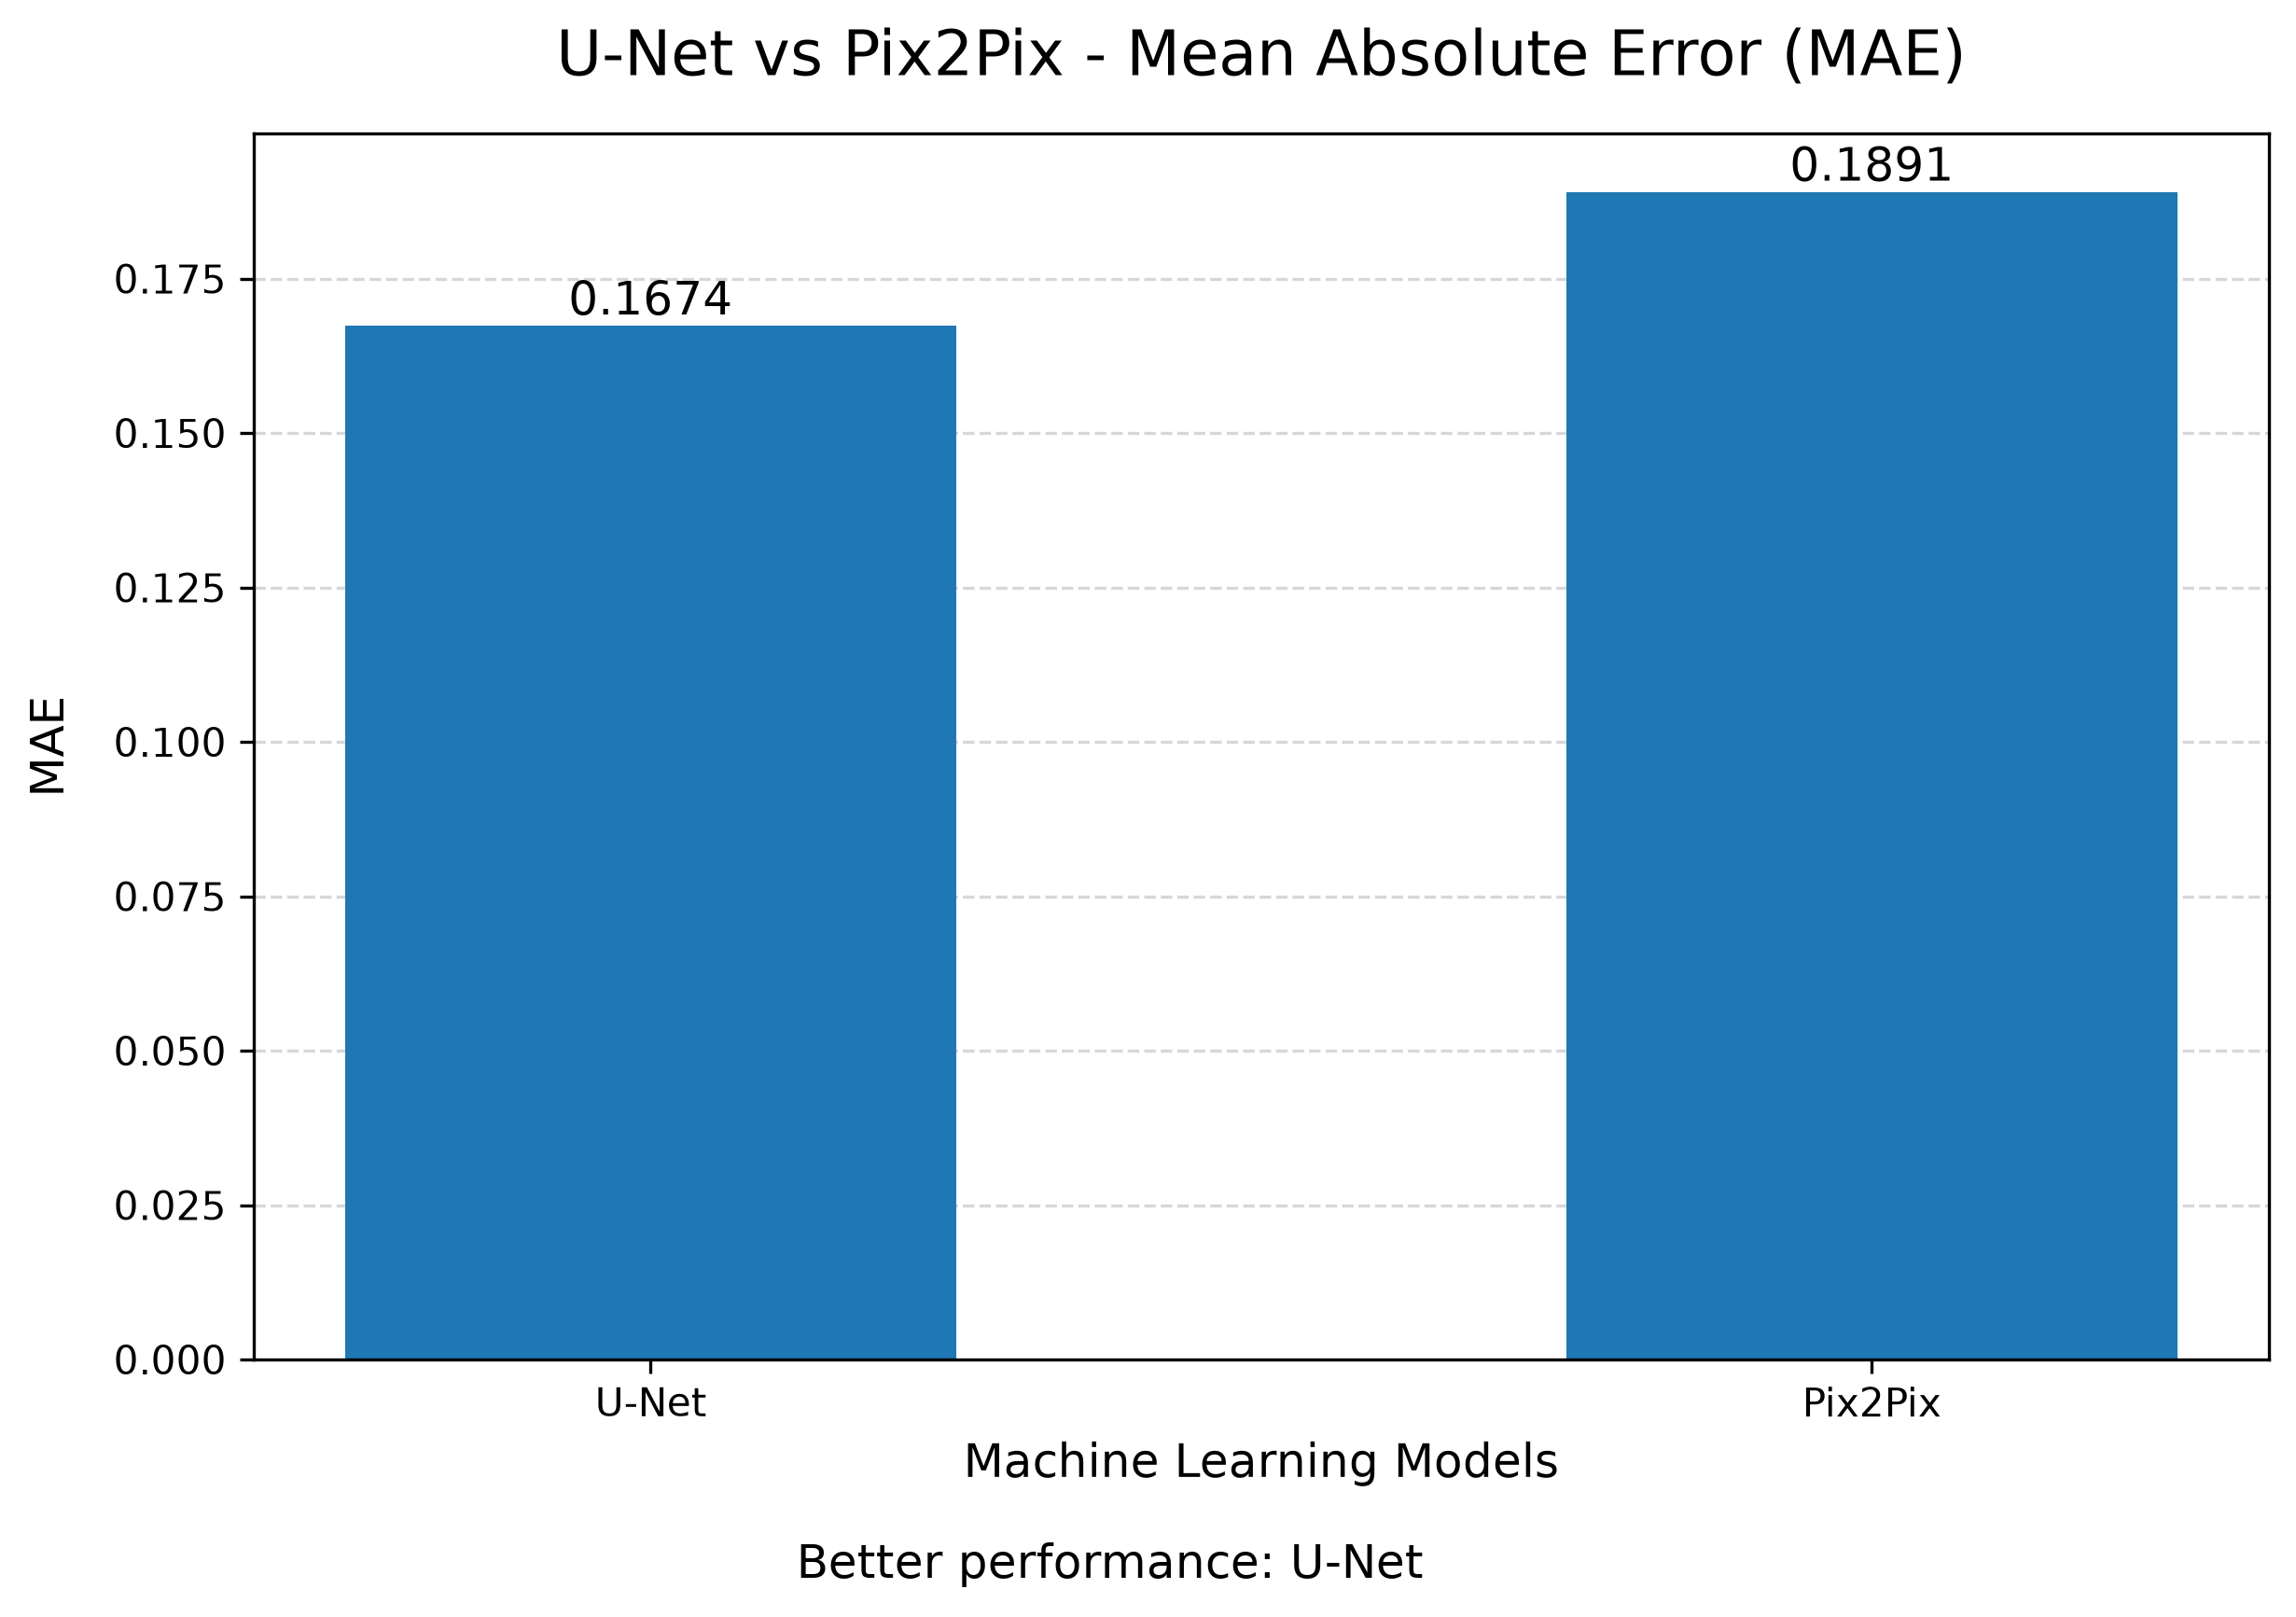 U-Net vs Pix2Pix - Mean Absolute Error (MAE)
0.1891
0.1674
0.175
0.150
0.125
0.100
0.075
0.050
0.025
0.000
MAE
U-Net
Pix2Pix
Machine Learning Models
Better performance: U-Net